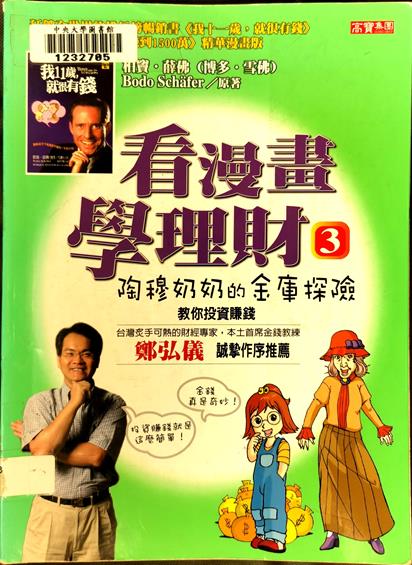 中央大學圖書館
1232705
暢銷書《我十一歲,就很有錢》
到1500萬》精華漫畫版
高寶集團
我11歲,
就很有錢
柏竇・薛佛(博多・雪佛)
Bodo Schäfer/原著
看漫畫
學理財3
陶穆奶奶的金庫探險
教你投資賺錢
台灣炙手可熱的財經專家,本土首席金錢教練
鄭弘儀 誠摯作序推薦
金錢
真是奇妙!
投資賺錢就是
這麼簡單!